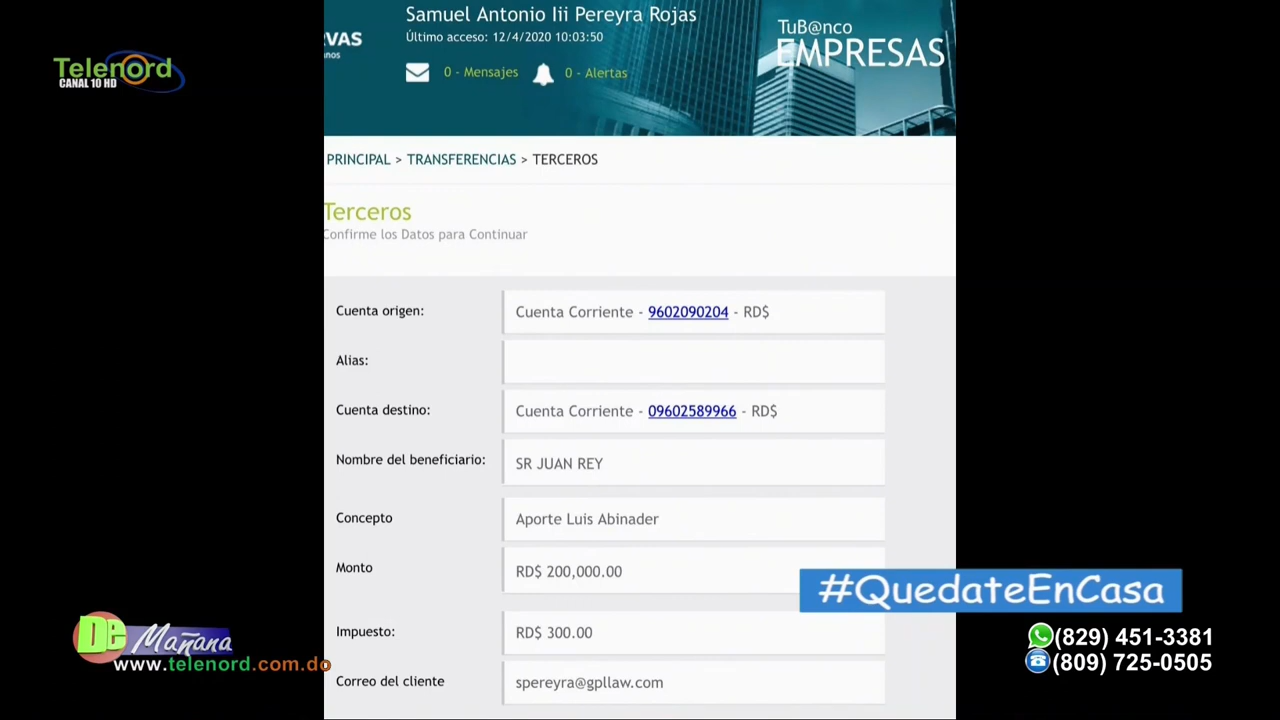 Samuel Antonio Iii Pereyra Rojas
RVAS
Último acceso: 12/4/2020 10:03:50
anos
0 - Mensajes
0 - Alertas
TuB@nco
EMPRESAS
Telenord
CANAL 10 HD
PRINCIPAL > TRANSFERENCIAS > TERCEROS
Terceros
Confirme los Datos para Continuar
Cuenta origen:
Cuenta Corriente - 9602090204 - RD$
Alias:
Cuenta destino:
Cuenta Corriente - 09602589966 - RD$
Nombre del beneficiario:
SR JUAN REY
Concepto
Aporte Luis Abinader
Monto
RD$ 200,000.00
#QuedateEnCasa
Impuesto:
RD$ 300.00
Correo del cliente
spereyra@gpllaw.com
De Mañana
www.telenord.com.do
(829) 451-3381
(809) 725-0505